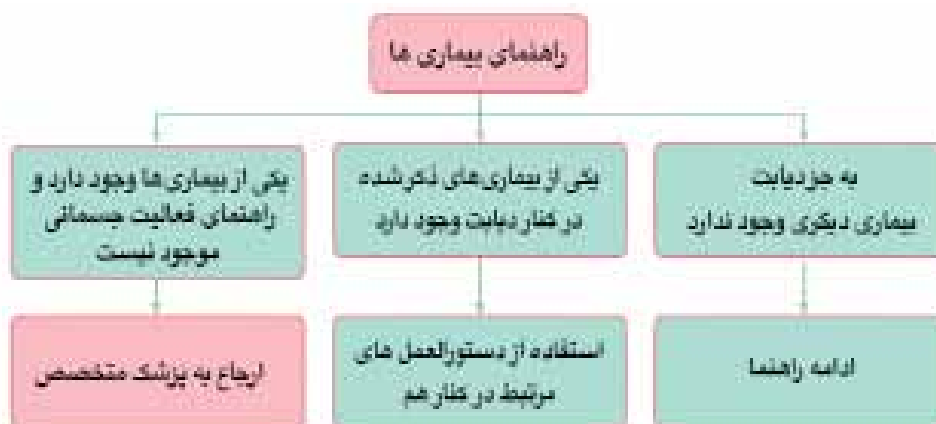 راهنمای بیماری ها
به جز دیابت
بیماری دیگری وجود ندارد
یکی از بیماری‌های ذکر شده
در کنار دیابت وجود دارد
یکی از بیماری‌ها وجود دارد و
راهنمای فعالیت جسمانی
موجود نیست
ادامه راهنما
استفاده از دستورالعمل های
مرتبط در کنار هم
ارجاع به پزشک متخصص